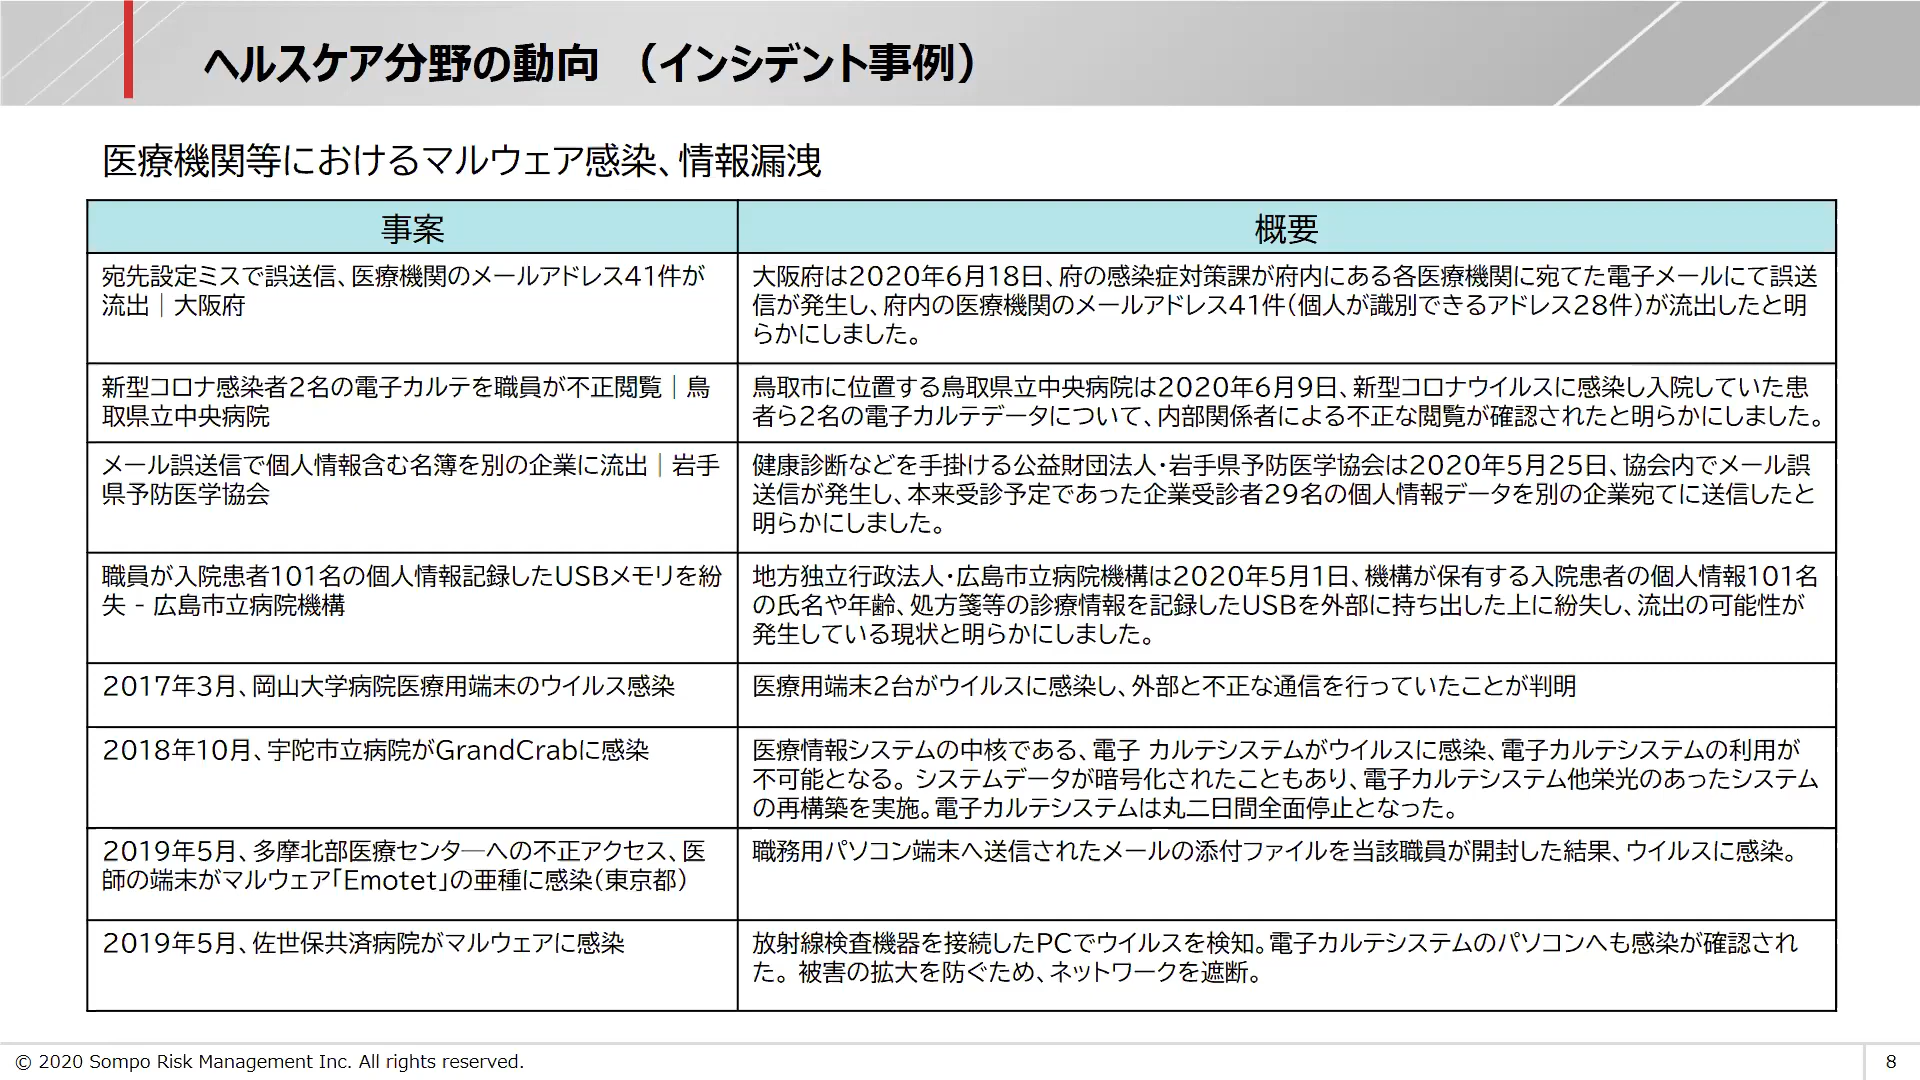 ヘルスケア分野の動向 （インシデント事例）
医療機関等におけるマルウェア感染、情報漏洩
事案
概要
宛先設定ミスで誤送信、医療機関のメールアドレス41件が
流出｜大阪府
大阪府は2020年6月18日、府の感染症対策課が府内にある各医療機関に宛てた電子メールにて誤送
信が発生し、府内の医療機関のメールアドレス41件（個人が識別できるアドレス28件）が流出したと明
らかにしました。
新型コロナ感染者2名の電子カルテを職員が不正閲覧｜鳥
取県立中央病院
鳥取市に位置する鳥取県立中央病院は2020年6月9日、新型コロナウイルスに感染し入院していた患
者ら2名の電子カルテデータについて、内部関係者による不正な閲覧が確認されたと明らかにしました。
メール誤送信で個人情報含む名簿を別の企業に流出｜岩手
県予防医学協会
健康診断などを手掛ける公益財団法人・岩手県予防医学協会は2020年5月25日、協会内でメール誤
送信が発生し、本来受診予定であった企業受診者29名の個人情報データを別の企業宛てに送信したと
明らかにしました。
職員が入院患者101名の個人情報記録したUSBメモリを紛
失 - 広島市立病院機構
地方独立行政法人・広島市立病院機構は2020年5月1日、機構が保有する入院患者の個人情報101名
の氏名や年齢、処方箋等の診療情報を記録したUSBを外部に持ち出した上に紛失し、流出の可能性が
発生している現状と明らかにしました。
2017年3月、岡山大学病院医療用端末のウイルス感染
医療用端末2台がウイルスに感染し、外部と不正な通信を行っていたことが判明
2018年10月、宇陀市立病院がGrandCrabに感染
医療情報システムの中核である、電子 カルテシステムがウイルスに感染、電子カルテシステムの利用が
不可能となる。 システムデータが暗号化されたこともあり、電子カルテシステム他栄光のあったシステム
の再構築を実施。電子カルテシステムは丸二日間全面停止となった。
2019年5月、多摩北部医療センタ―への不正アクセス、医
師の端末がマルウェア「Emotet」の亜種に感染（東京都）
職務用パソコン端末へ送信されたメールの添付ファイルを当該職員が開封した結果、ウイルスに感染。
2019年5月、佐世保共済病院がマルウェアに感染
放射線検査機器を接続したPCでウイルスを検知。電子カルテシステムのパソコンへも感染が確認され
た。 被害の拡大を防ぐため、ネットワークを遮断。
© 2020 Sompo Risk Management Inc. All rights reserved.
8